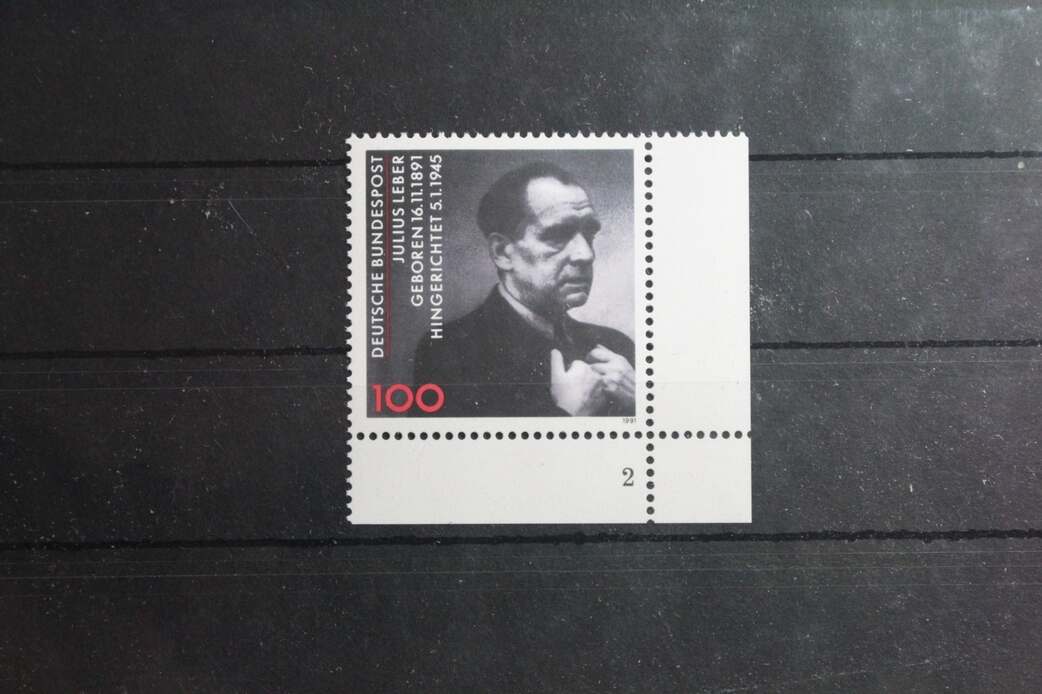 DEUTSCHE BUNDESPOST
JULIUS LEBER
GEBOREN 16.11.1891
HINGERICHTET 5.1.1945
100
1991
2